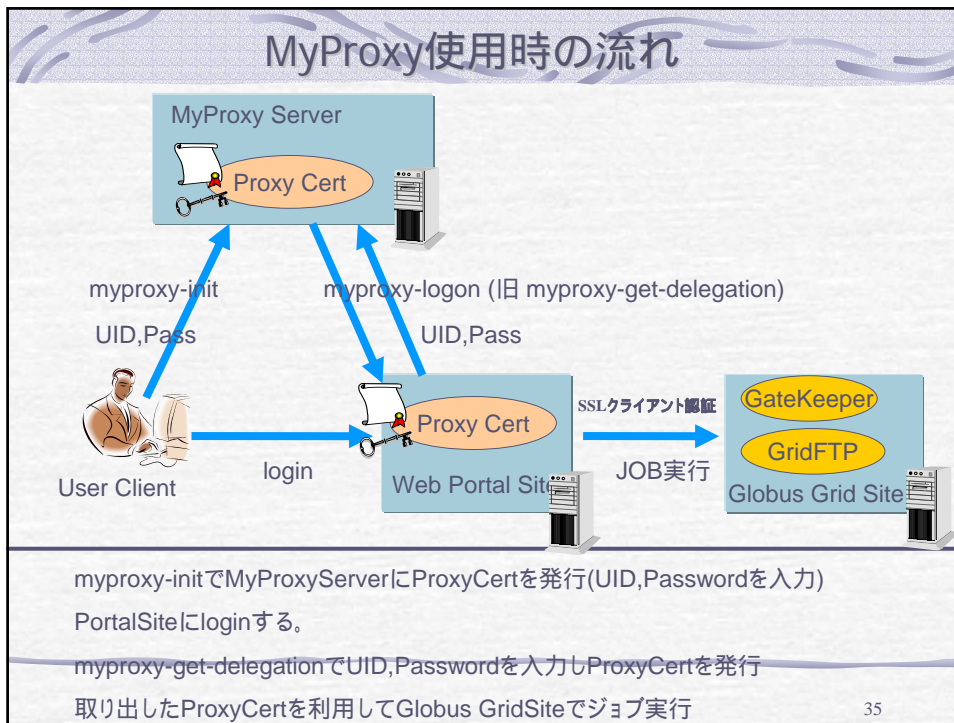 MyProxy使用時の流れ
MyProxy Server
Proxy Cert
myproxy-init
myproxy-logon (旧 myproxy-get-delegation)
UID,Pass
UID,Pass
User Client
login
Proxy Cert
Web Portal Site
SSLクライアント認証
JOB実行
GateKeeper
GridFTP
Globus Grid Site
myproxy-initでMyProxyServerにProxyCertを発行(UID,Passwordを入力)
PortalSiteにloginする。
myproxy-get-delegationでUID,Passwordを入力しProxyCertを発行
取り出したProxyCertを利用してGlobus GridSiteでジョブ実行
35